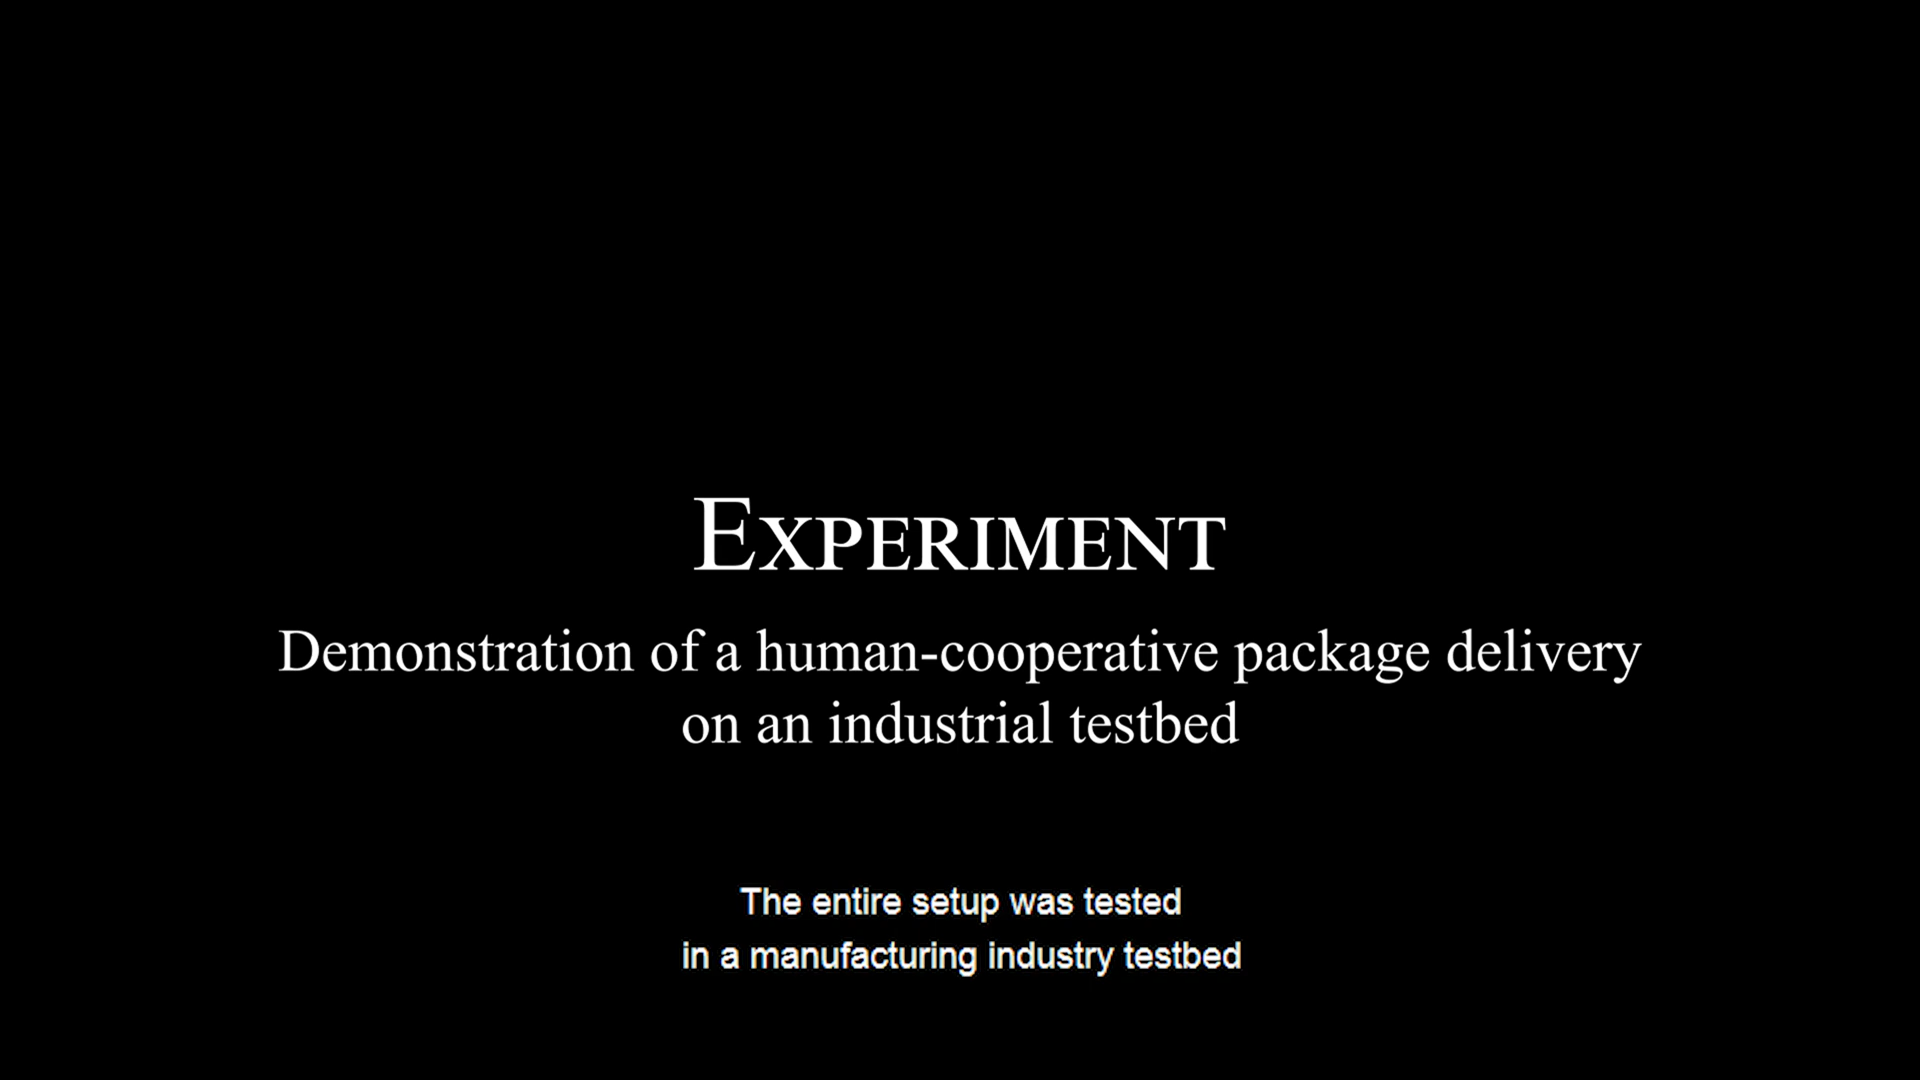 EXPERIMENT
Demonstration of a human-cooperative package delivery
on an industrial testbed
The entire setup was tested
in a manufacturing industry testbed